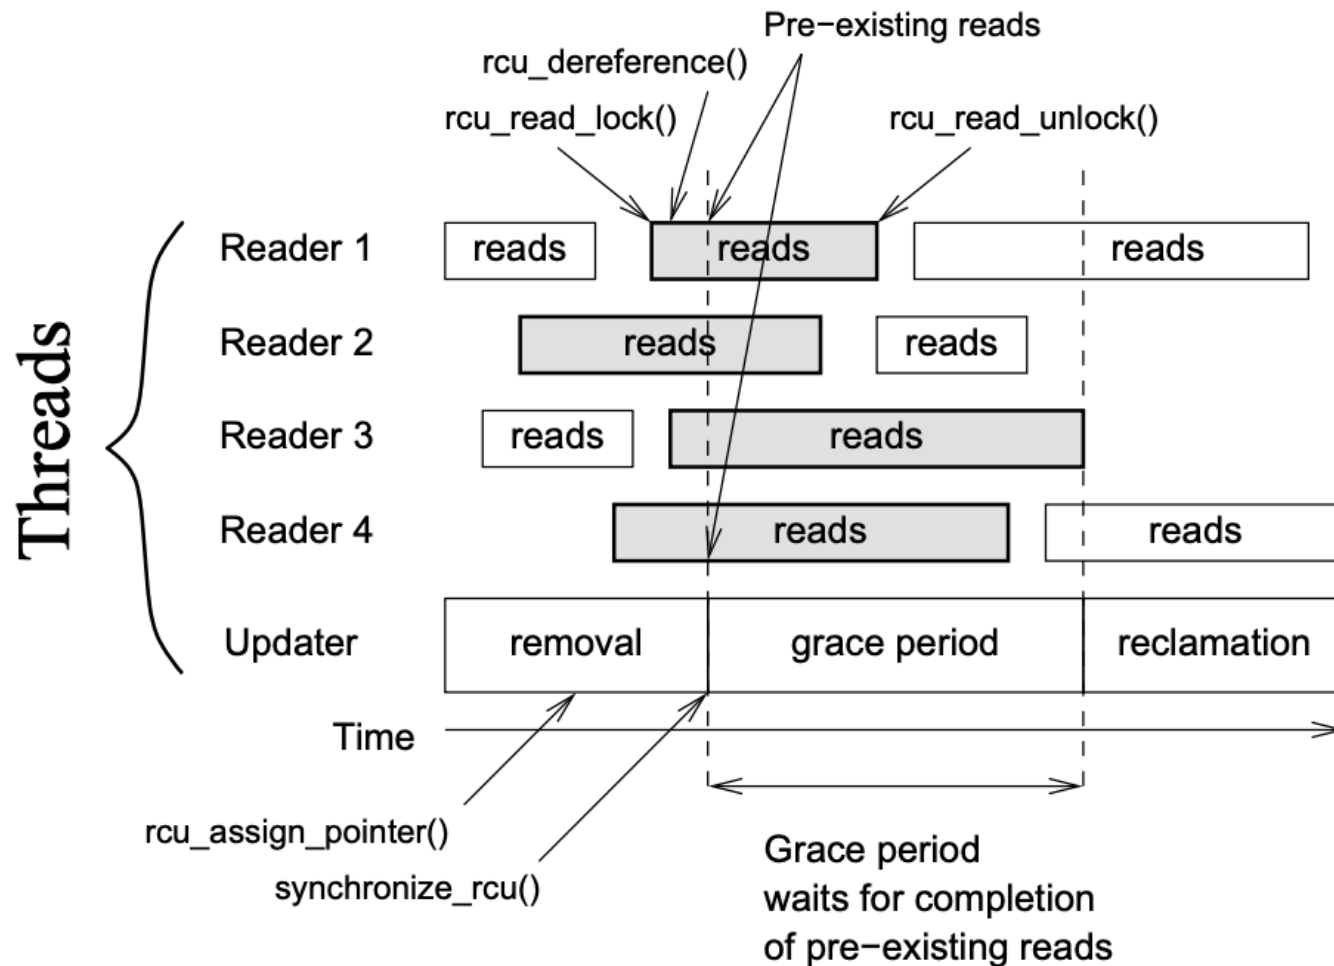 Pre−existing reads
rcu_dereference()
rcu_read_lock()
rcu_read_unlock()
Threads
Reader 1
reads
reads
reads
Reader 2
reads
reads
Reader 3
reads
reads
Reader 4
reads
reads
Updater
removal
grace period
reclamation
Time
rcu_assign_pointer()
synchronize_rcu()
Grace period
waits for completion
of pre−existing reads